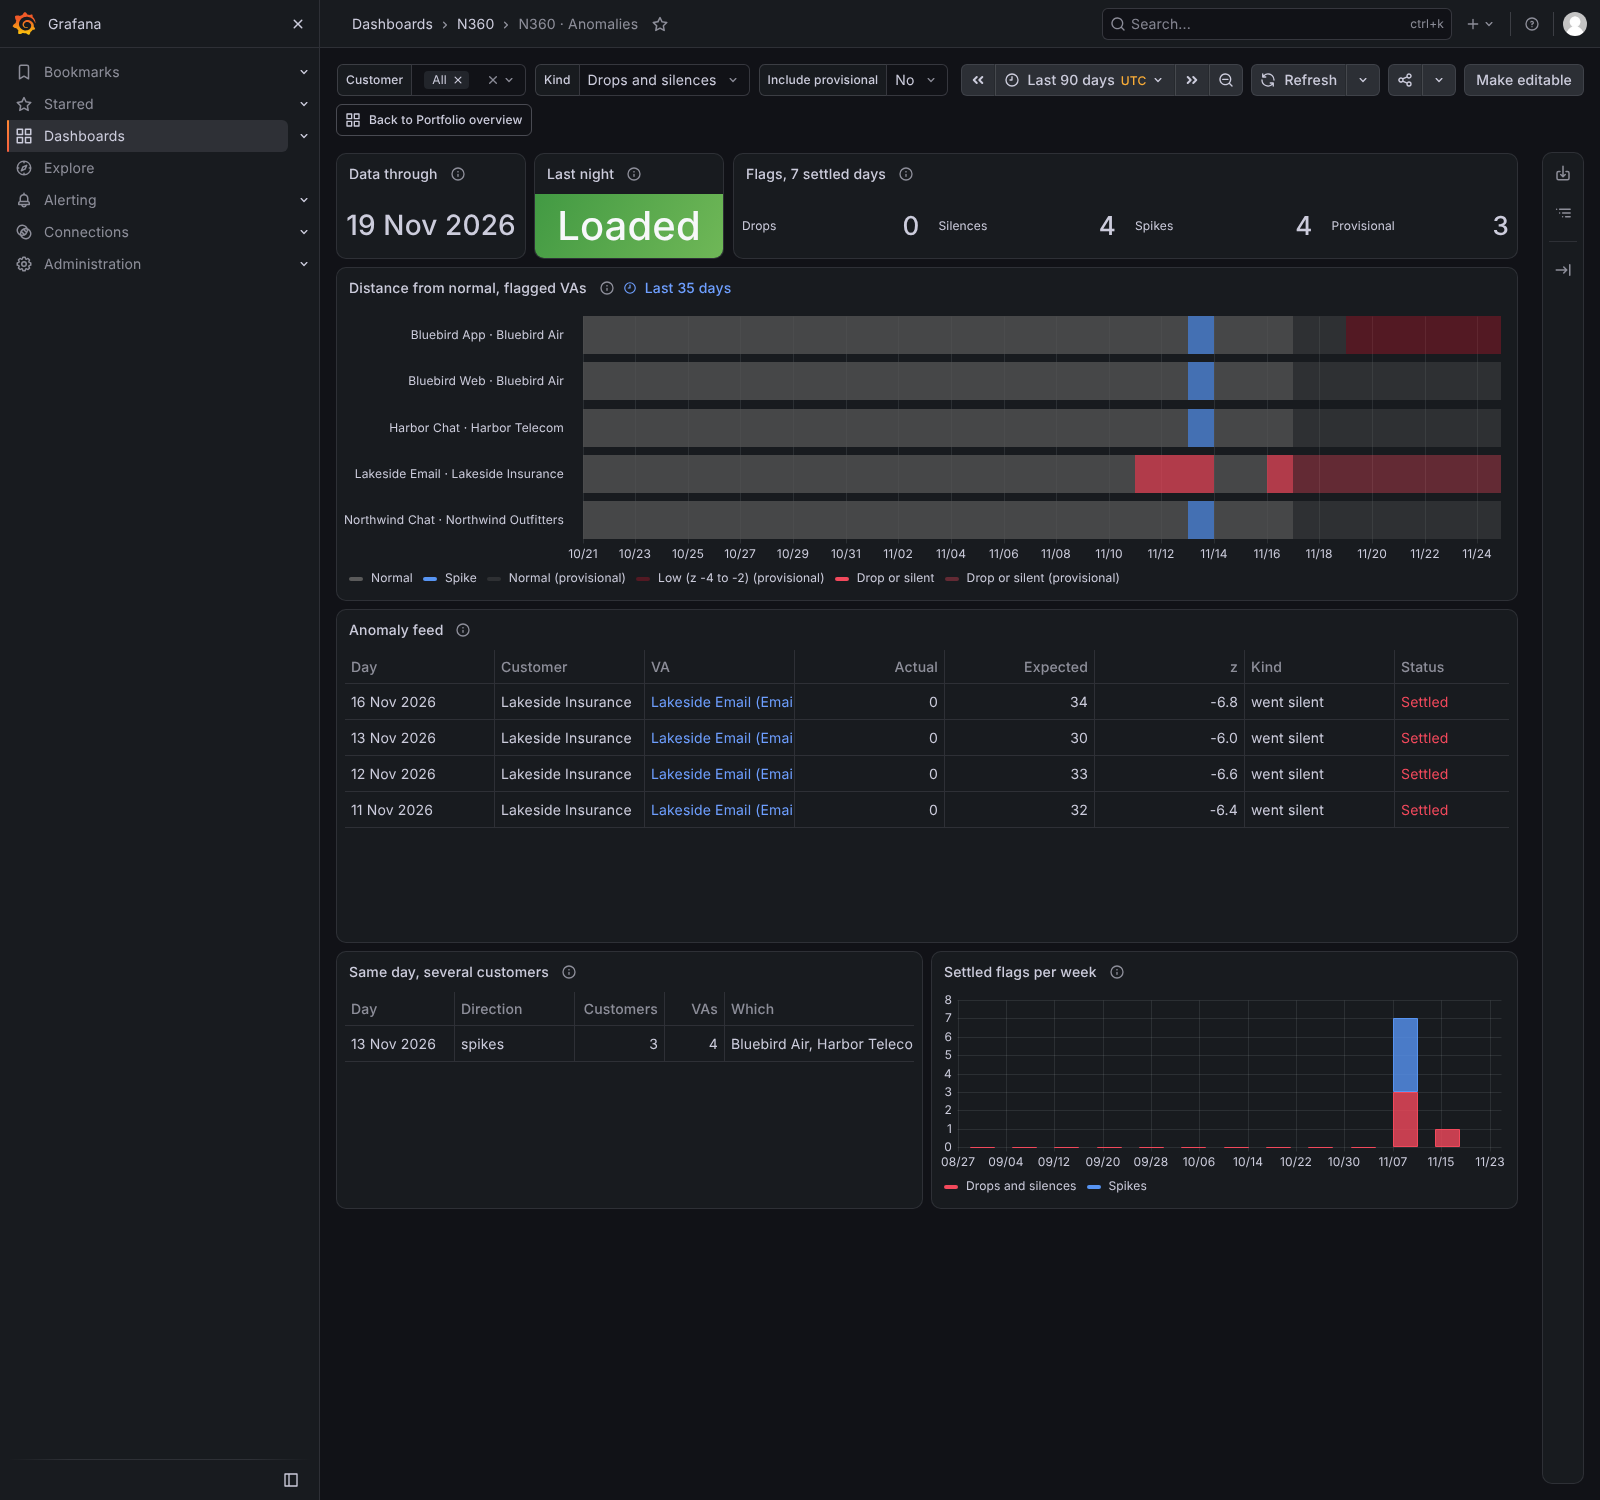 Grafana
Dashboards › N360 › N360 · Anomalies
Search...
ctrl+k
Bookmarks
Starred
Dashboards
Explore
Alerting
Connections
Administration
Customer
All
Kind
Drops and silences
Include provisional
No
Last 90 days UTC
Refresh
Make editable
Back to Portfolio overview
Data through
19 Nov 2026
Last night
Loaded
Flags, 7 settled days
Drops 0
Silences 4
Spikes 4
Provisional 3
Distance from normal, flagged VAs
Last 35 days
Bluebird App · Bluebird Air
Bluebird Web · Bluebird Air
Harbor Chat · Harbor Telecom
Lakeside Email · Lakeside Insurance
Northwind Chat · Northwind Outfitters
10/21 10/23 10/25 10/27 10/29 10/31 11/02 11/04 11/06 11/08 11/10 11/12 11/14 11/16 11/18 11/20 11/22 11/24
Normal Spike Normal (provisional) Low (z -4 to -2) (provisional) Drop or silent Drop or silent (provisional)
Anomaly feed
Day Customer VA Actual Expected z Kind Status
16 Nov 2026 Lakeside Insurance Lakeside Email (Emai 0 34 -6.8 went silent Settled
13 Nov 2026 Lakeside Insurance Lakeside Email (Emai 0 30 -6.0 went silent Settled
12 Nov 2026 Lakeside Insurance Lakeside Email (Emai 0 33 -6.6 went silent Settled
11 Nov 2026 Lakeside Insurance Lakeside Email (Emai 0 32 -6.4 went silent Settled
Same day, several customers
Day Direction Customers VAs Which
13 Nov 2026 spikes 3 4 Bluebird Air, Harbor Teleco
Settled flags per week
8
7
6
5
4
3
2
1
0
08/27 09/04 09/12 09/20 09/28 10/06 10/14 10/22 10/30 11/07 11/15 11/23
Drops and silences Spikes